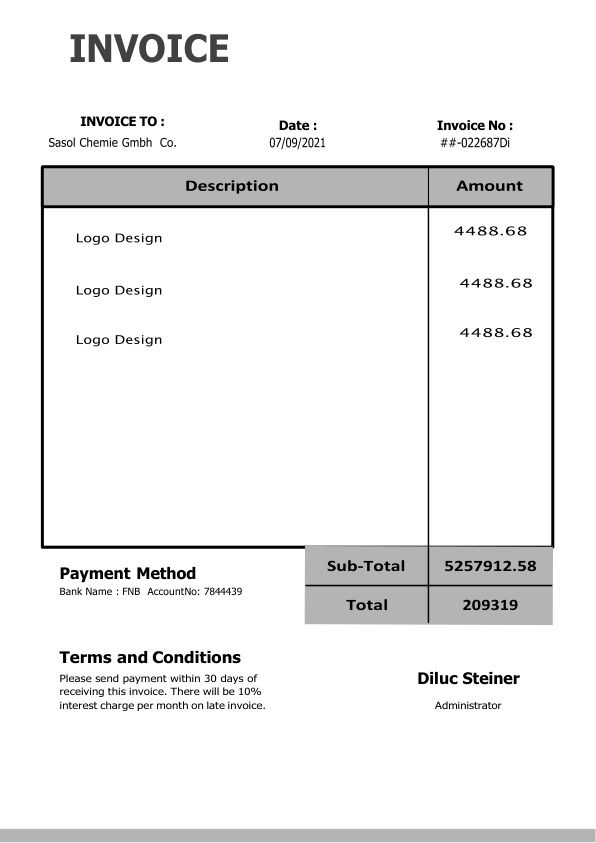 INVOICE
INVOICE TO :
Sasol Chemie Gmbh Co.
Date :
07/09/2021
Invoice No :
##-022687Di
Description Amount
Logo Design 4488.68
Logo Design 4488.68
Logo Design 4488.68
Sub-Total 5257912.58
Total 209319
Payment Method
Bank Name : FNB AccountNo: 7844439
Terms and Conditions
Please send payment within 30 days of
receiving this invoice. There will be 10%
interest charge per month on late invoice.
Diluc Steiner
Administrator